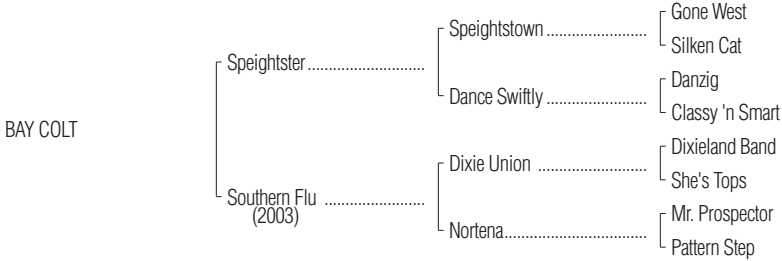 Gone West
Speightstown ........................
Silken Cat
Speightster ............................
Danzig
Dance Swiftly ........................
Classy 'n Smart
BAY COLT
Dixieland Band
Dixie Union ..........................
She's Tops
Southern Flu ........................
(2003)
Mr. Prospector
Nortena..................................
Pattern Step